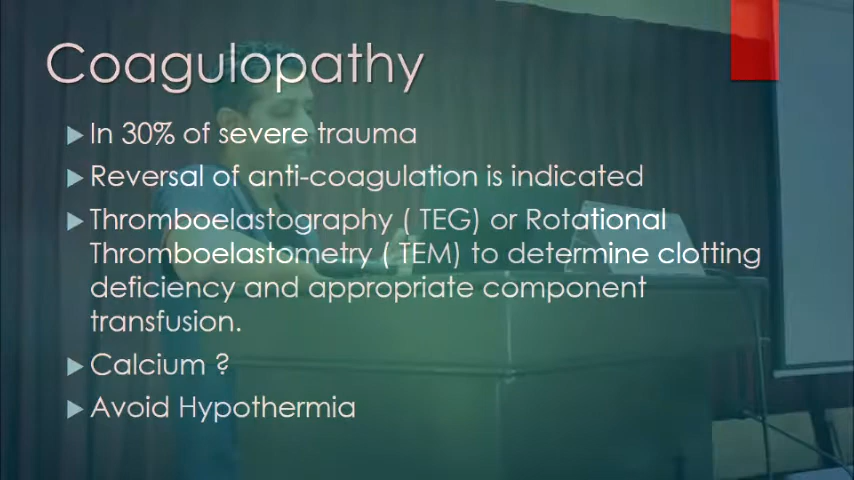 Coagulopathy
In 30% of severe trauma
Reversal of anti-coagulation is indicated
Thromboelastography ( TEG) or Rotational
Thromboelastometry ( TEM) to determine clotting
deficiency and appropriate component
transfusion.
Calcium ?
Avoid Hypothermia